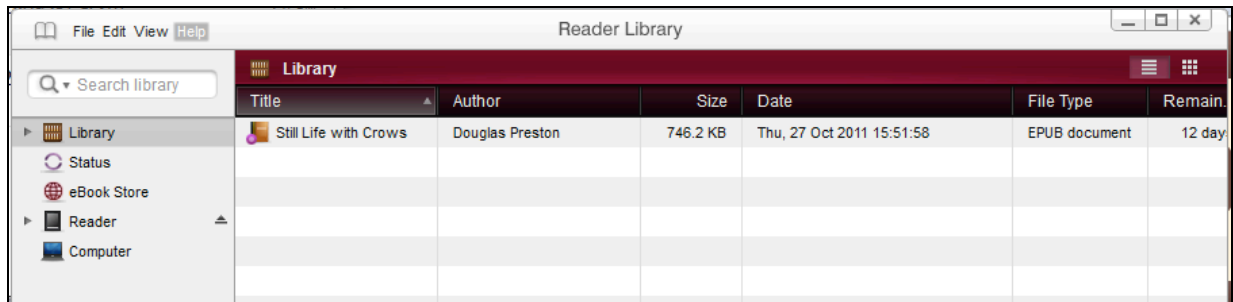 File Edit View Help
Reader Library
Search library
Library
Title Author Size Date File Type Remain.
Still Life with Crows Douglas Preston 746.2 KB Thu, 27 Oct 2011 15:51:58 EPUB document 12 day
Library
Status
eBook Store
Reader
Computer